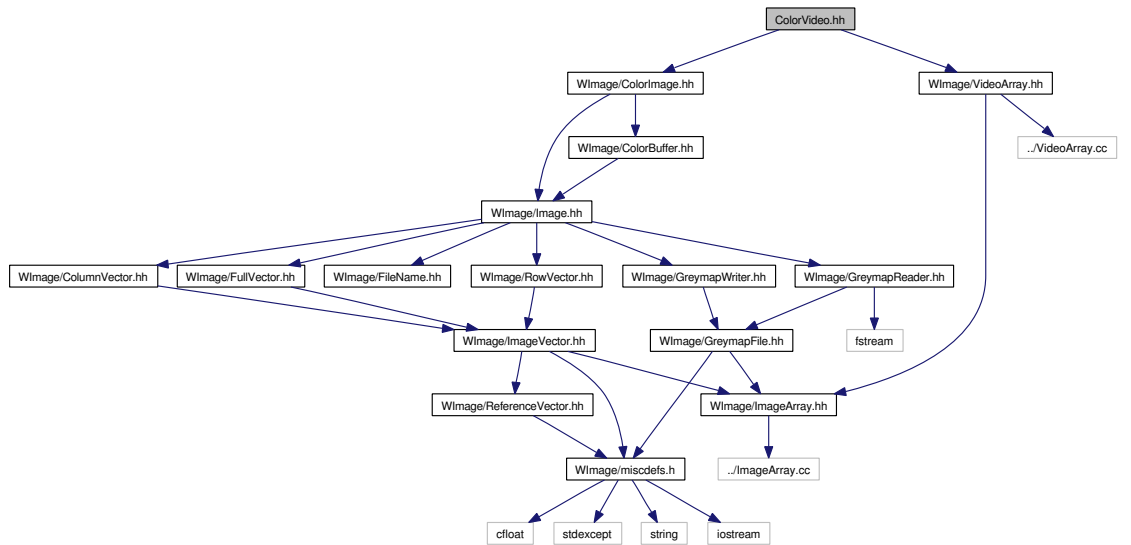 ColorVideo.hh
WImage/ColorImage.hh
WImage/VideoArray.hh
WImage/ColorBuffer.hh
../VideoArray.cc
WImage/Image.hh
WImage/ColumnVector.hh
WImage/FullVector.hh
WImage/FileName.hh
WImage/RowVector.hh
WImage/GreymapWriter.hh
WImage/GreymapReader.hh
WImage/ImageVector.hh
WImage/GreymapFile.hh
fstream
WImage/ReferenceVector.hh
WImage/ImageArray.hh
WImage/miscdefs.h
../ImageArray.cc
cfloat
stdexcept
string
iostream